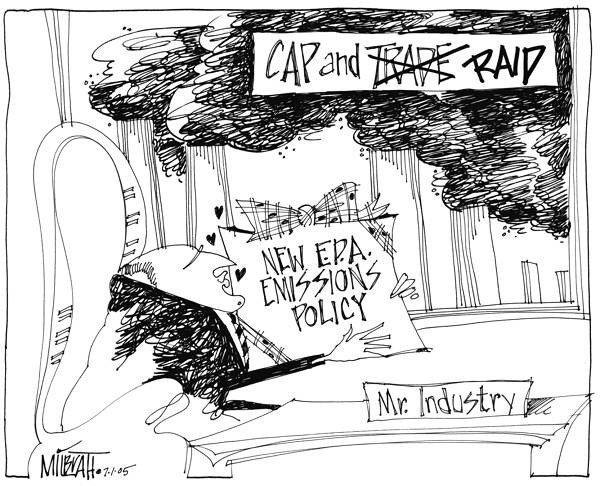 CAP and TRADE RAID
NEW E.P.A.
EMISSIONS
POLICY
Mr. Industry
MILBRATH 7.1.05